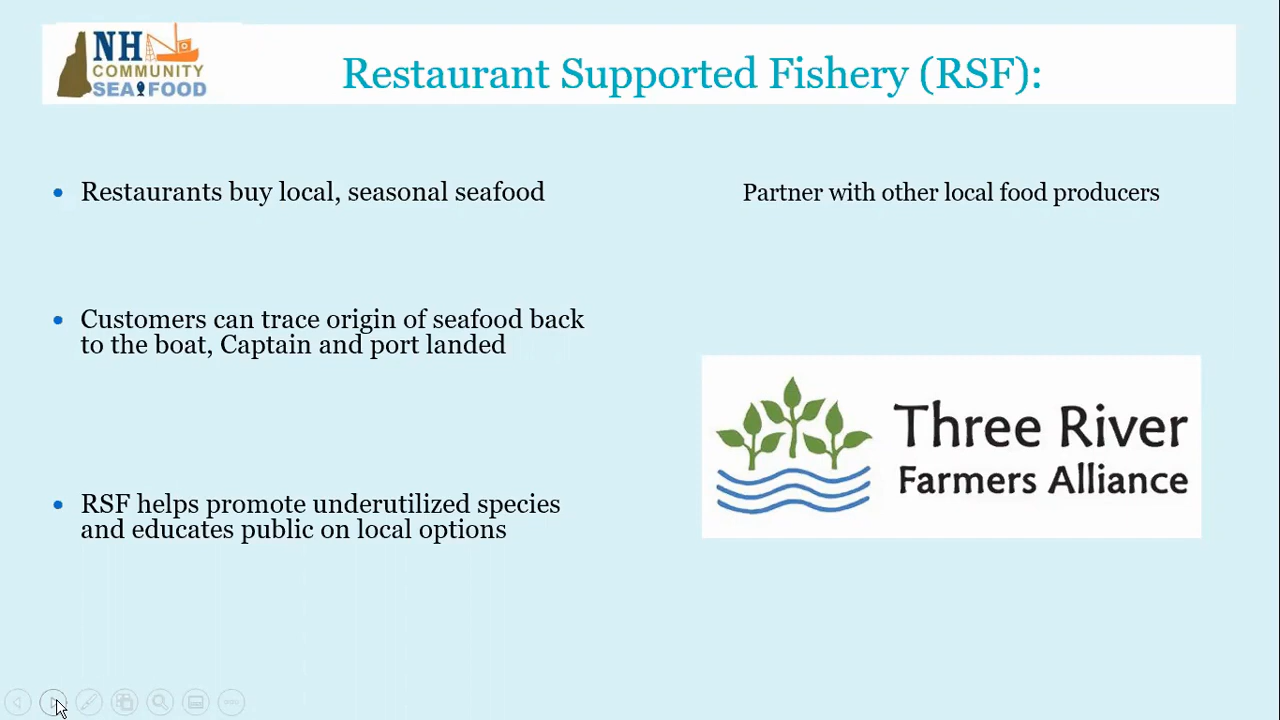 NH
COMMUNITY
SEAFOOD
Restaurant Supported Fishery (RSF):
• Restaurants buy local, seasonal seafood
• Customers can trace origin of seafood back
to the boat, Captain and port landed
• RSF helps promote underutilized species
and educates public on local options
Partner with other local food producers
Three River
Farmers Alliance